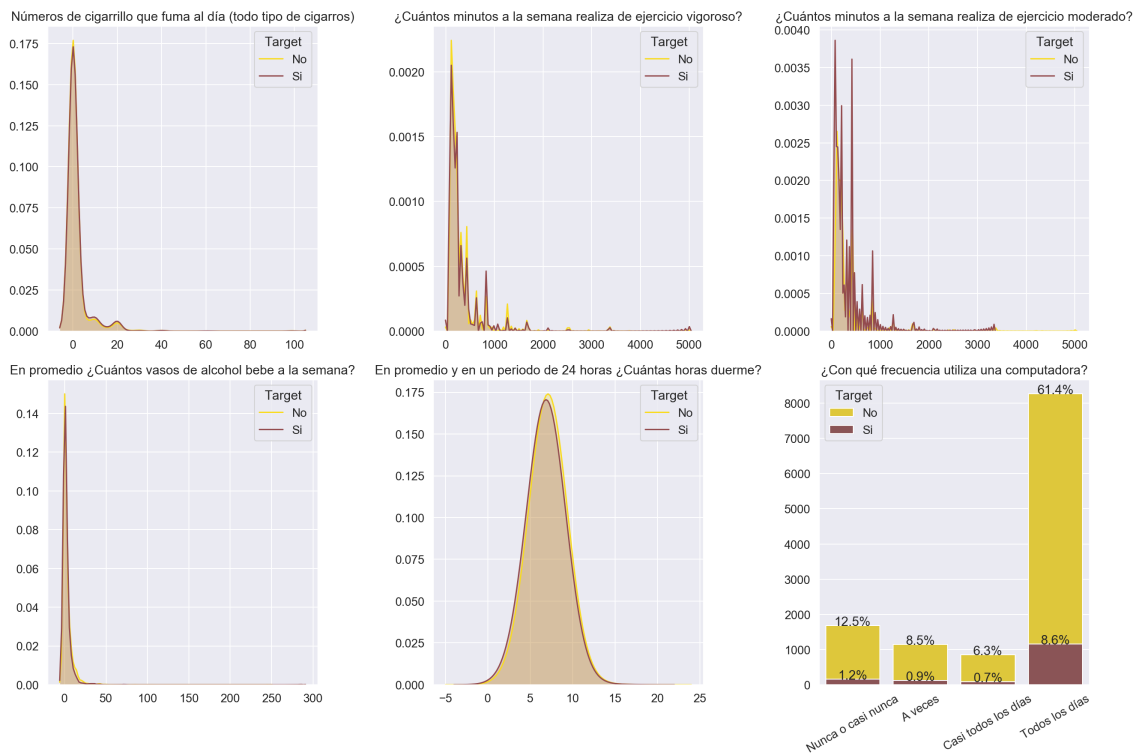 Números de cigarrillo que fuma al día (todo tipo de cigarros)
Target
No
Si
0.175
0.150
0.125
0.100
0.075
0.050
0.025
0.000
0 20 40 60 80 100
¿Cuántos minutos a la semana realiza de ejercicio vigoroso?
Target
No
Si
0.0020
0.0015
0.0010
0.0005
0.0000
0 1000 2000 3000 4000 5000
¿Cuántos minutos a la semana realiza de ejercicio moderado?
Target
No
Si
0.0040
0.0035
0.0030
0.0025
0.0020
0.0015
0.0010
0.0005
0.0000
0 1000 2000 3000 4000 5000
En promedio ¿Cuántos vasos de alcohol bebe a la semana?
Target
No
Si
0.14
0.12
0.10
0.08
0.06
0.04
0.02
0.00
0 50 100 150 200 250 300
En promedio y en un periodo de 24 horas ¿Cuántas horas duerme?
Target
No
Si
0.175
0.150
0.125
0.100
0.075
0.050
0.025
0.000
−5 0 5 10 15 20 25
¿Con qué frecuencia utiliza una computadora?
Target
No
Si
61.4%
8000
7000
6000
5000
4000
3000
2000
1000
0
12.5% 8.5% 6.3% 8.6%
1.2% 0.9% 0.7%
Nunca o casi nunca
A veces
Casi todos los días
Todos los días